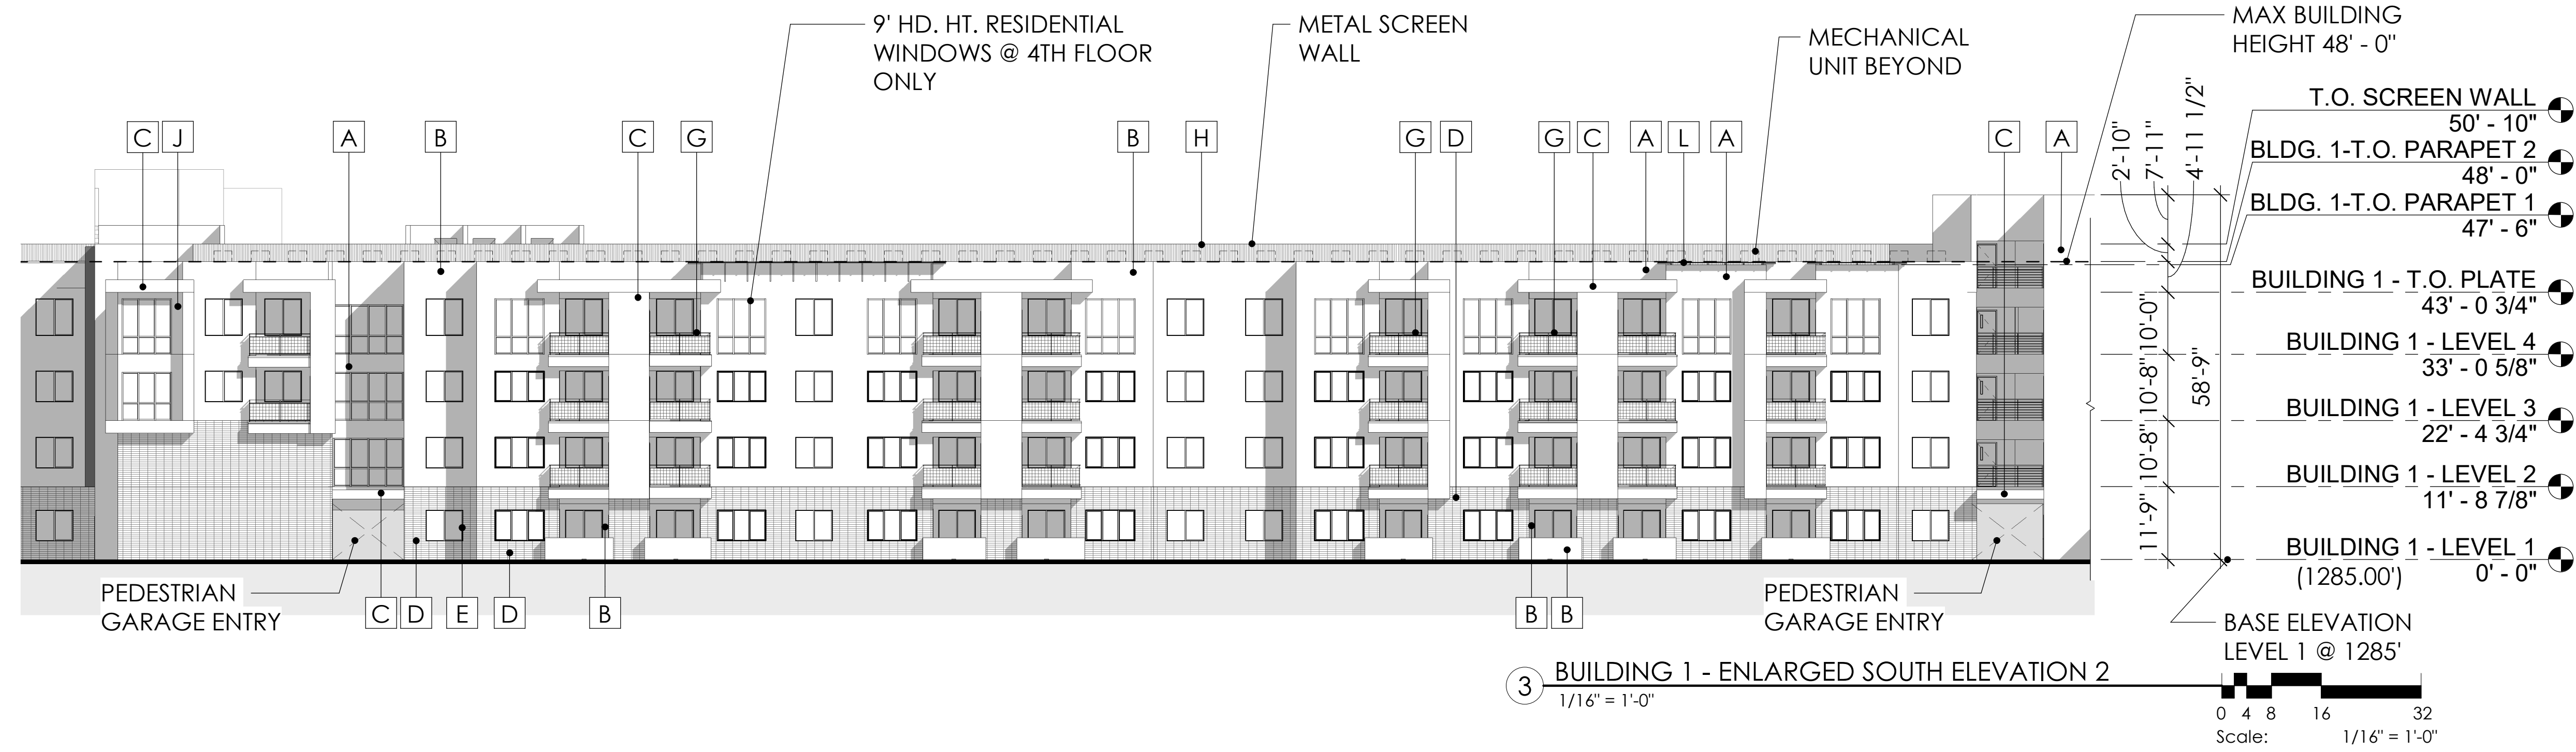 9' HD. HT. RESIDENTIAL
WINDOWS @ 4TH FLOOR
ONLY
METAL SCREEN
WALL
MECHANICAL
UNIT BEYOND
MAX BUILDING
HEIGHT 48' - 0"
C J A B C G B H G D G C A L A C A
2'-10"
7'-11"
4'-11 1/2"
T.O. SCREEN WALL
50' - 10"
BLDG. 1-T.O. PARAPET 2
48' - 0"
BLDG. 1-T.O. PARAPET 1
47' - 6"
BUILDING 1 - T.O. PLATE
43' - 0 3/4"
BUILDING 1 - LEVEL 4
33' - 0 5/8"
BUILDING 1 - LEVEL 3
22' - 4 3/4"
BUILDING 1 - LEVEL 2
11' - 8 7/8"
BUILDING 1 - LEVEL 1
(1285.00') 0' - 0"
10'-0"
10'-8"
10'-8"
11'-9"
58'-9"
PEDESTRIAN
GARAGE ENTRY
C D E D B B B
PEDESTRIAN
GARAGE ENTRY
BASE ELEVATION
LEVEL 1 @ 1285'
3 BUILDING 1 - ENLARGED SOUTH ELEVATION 2
1/16" = 1'-0"
0 4 8 16 32
Scale: 1/16" = 1'-0"